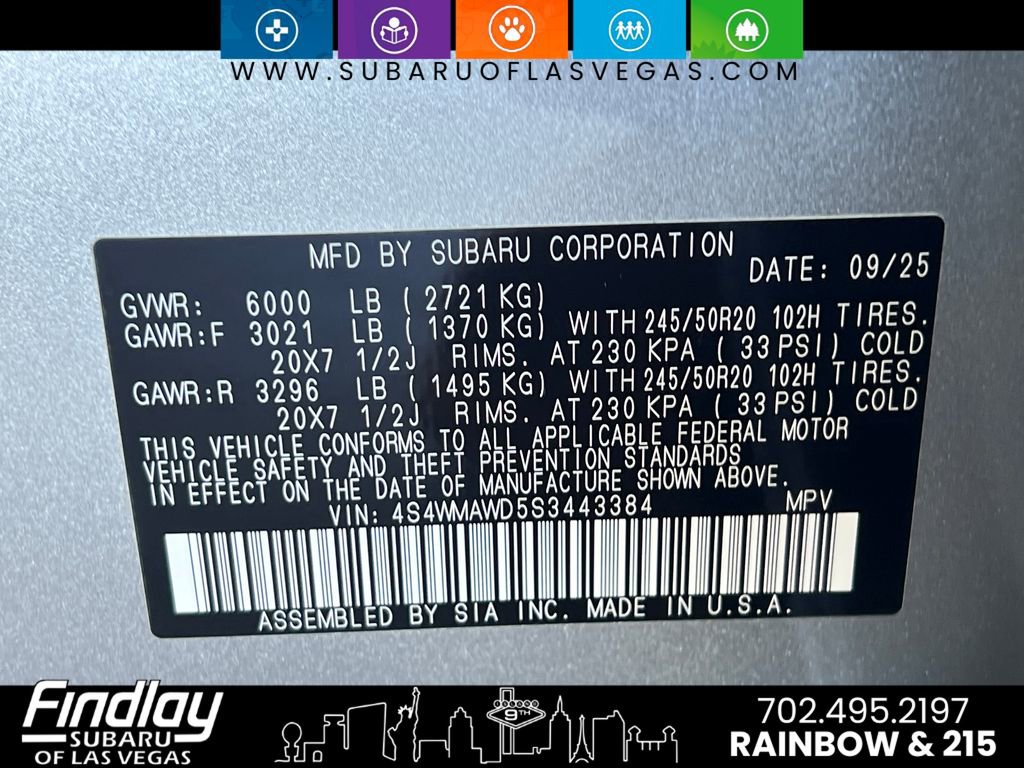 WWW.SUBARUOFLASVEGAS.COM
MFD BY SUBARU CORPORATION
DATE: 09/25
GVWR: 6000 LB ( 2721 KG)
GAWR:F 3021 LB ( 1370 KG) WITH 245/50R20 102H TIRES.
20X7 1/2J RIMS. AT 230 KPA ( 33 PSI) COLD
GAWR:R 3296 LB ( 1495 KG) WITH 245/50R20 102H TIRES.
20X7 1/2J RIMS. AT 230 KPA ( 33 PSI) COLD
THIS VEHICLE CONFORMS TO ALL APPLICABLE FEDERAL MOTOR
VEHICLE SAFETY AND THEFT PREVENTION STANDARDS
IN EFFECT ON THE DATE OF MANUFACTURE SHOWN ABOVE.
VIN: 4S4WMAWD5S3443384 MPV
ASSEMBLED BY SIA INC. MADE IN U.S.A.
Findlay
SUBARU
OF LAS VEGAS
9TH
702.495.2197
RAINBOW & 215